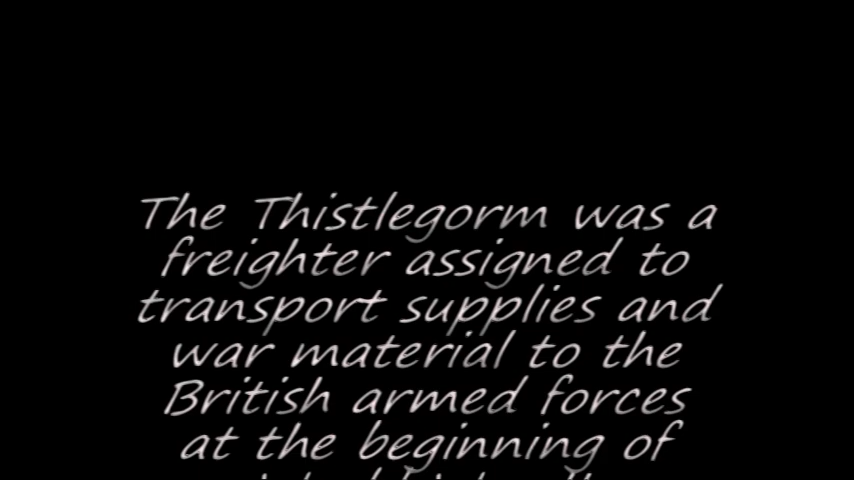 The Thistlegorm was a
freighter assigned to
transport supplies and
war material to the
British armed forces
at the beginning of